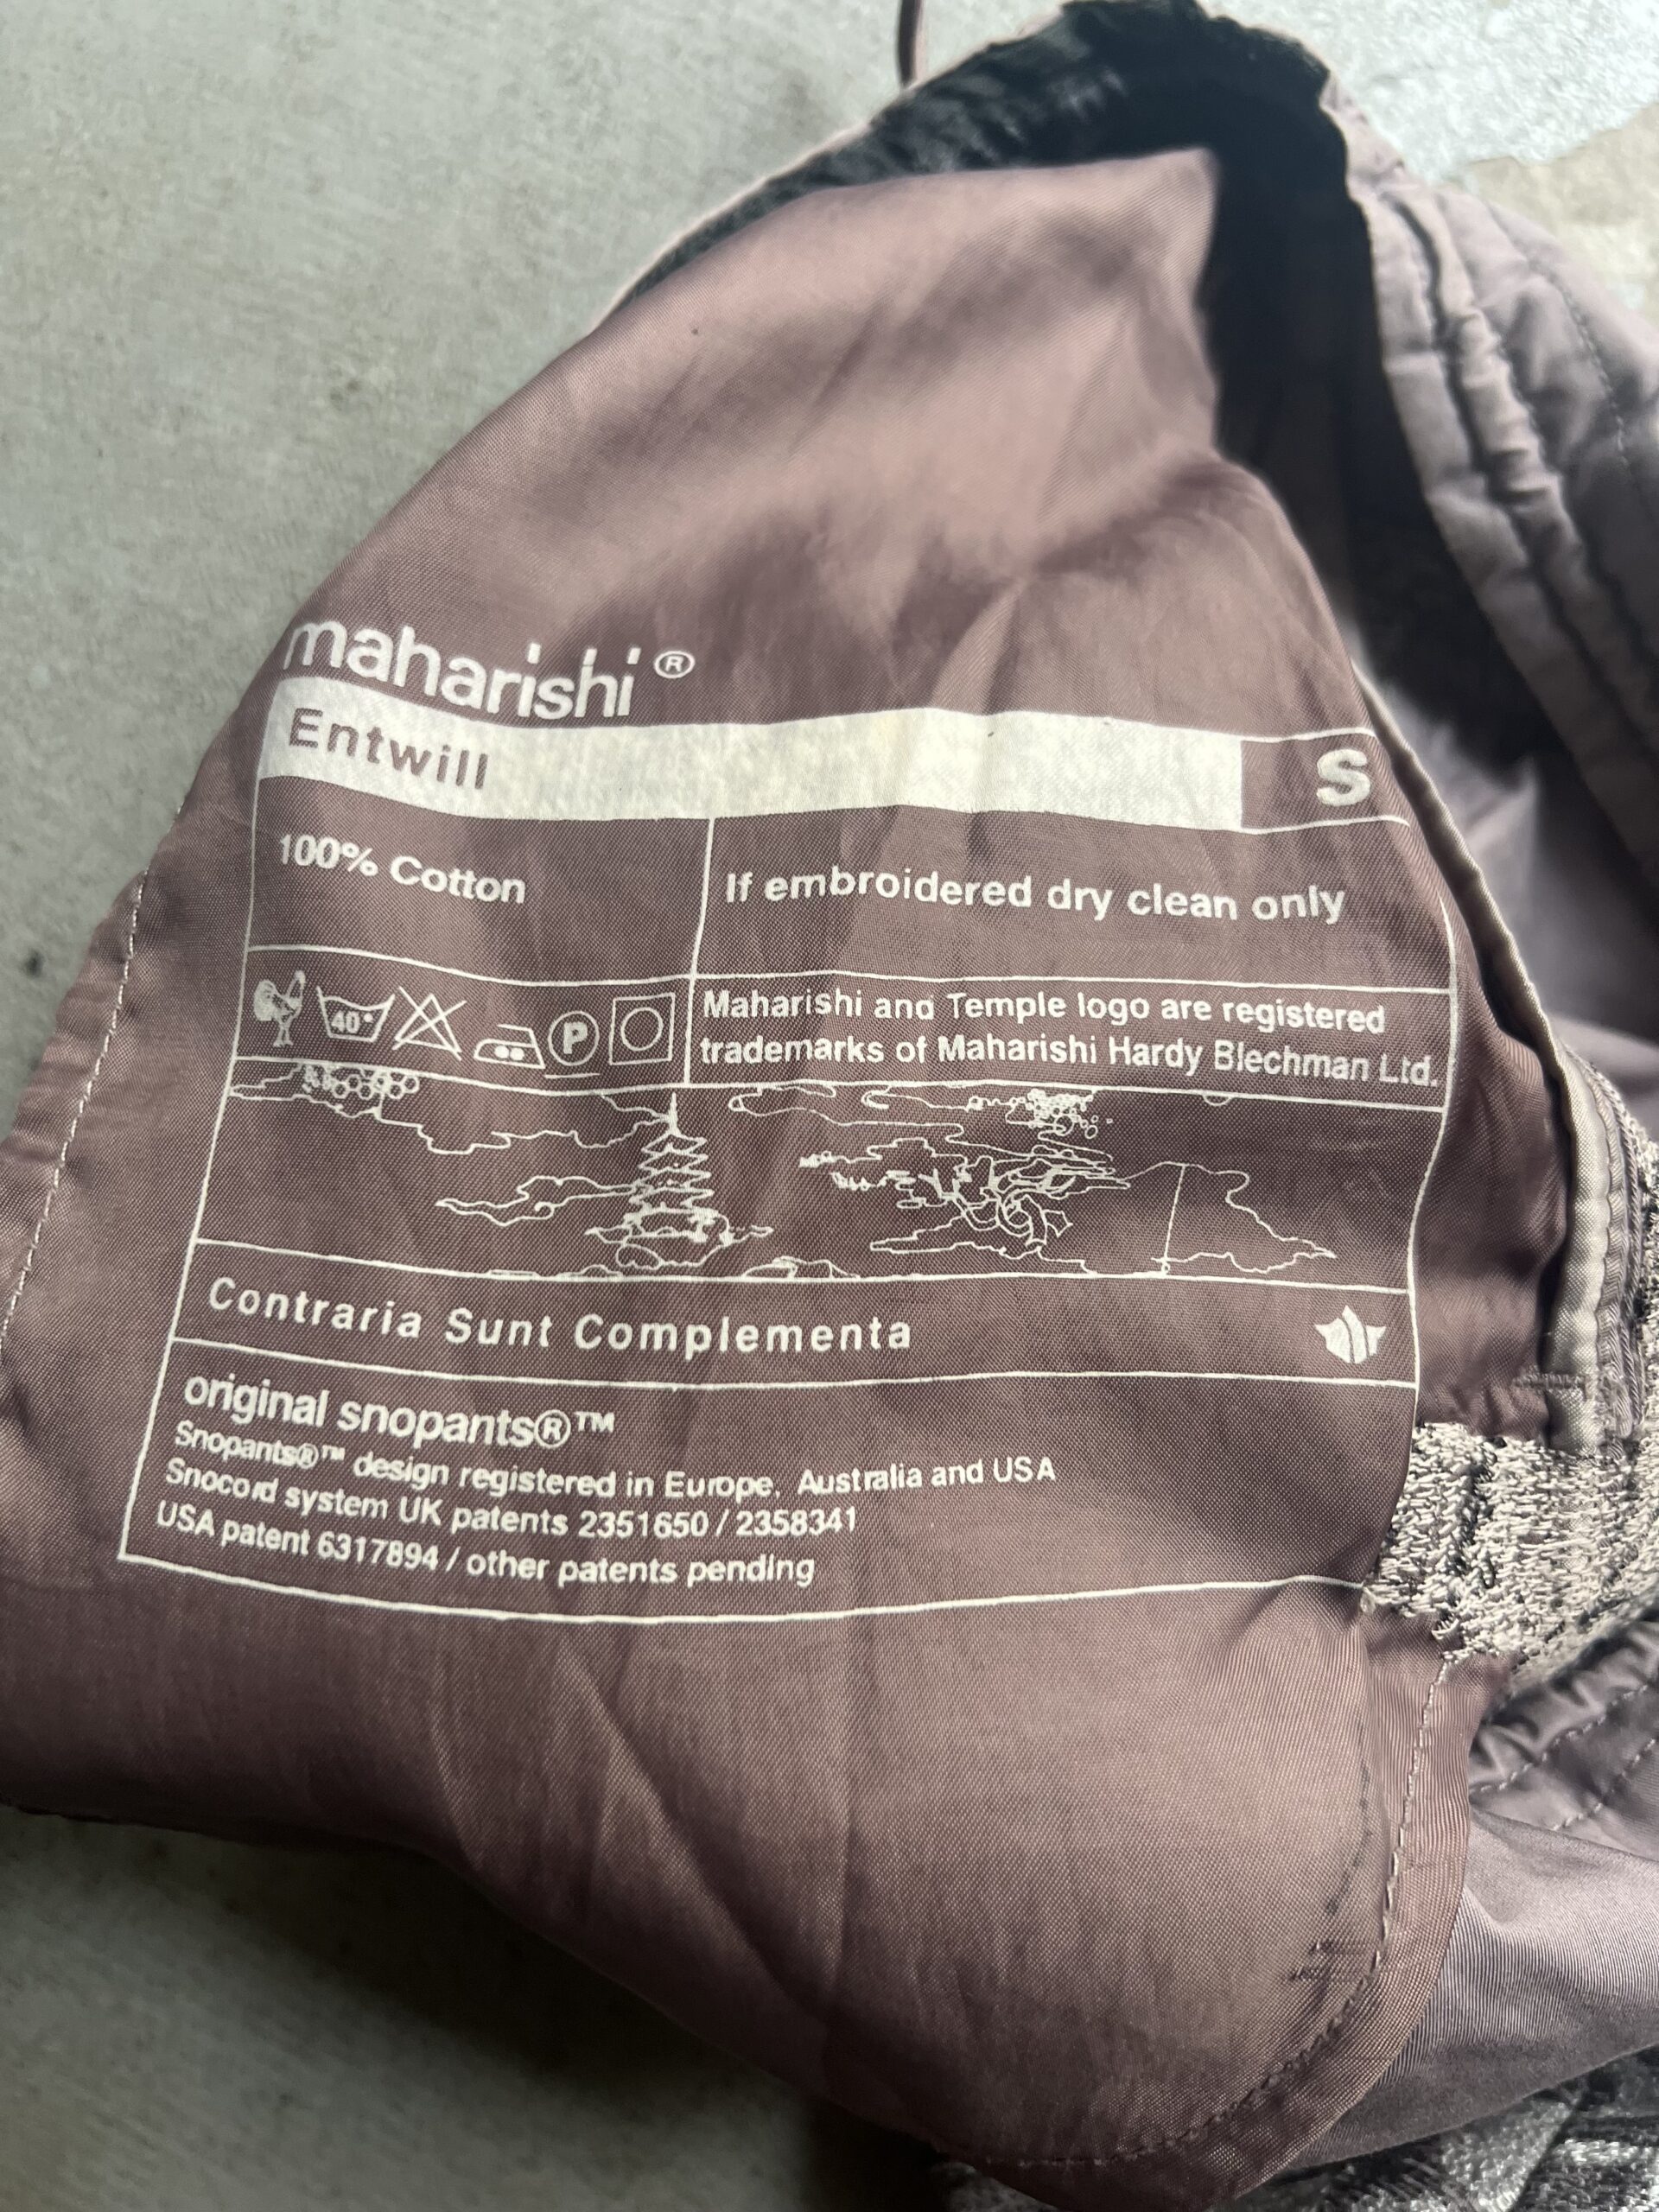 maharishi®
Entwill
S
100% Cotton
If embroidered dry clean only
40°
P
Maharishi and Temple logo are registered
trademarks of Maharishi Hardy Blechman Ltd.
Contraria Sunt Complementa
original snopants®™
Snopants®™ design registered in Europe, Australia and USA
Snocord system UK patents 2351650 / 2358341
USA patent 6317894 / other patents pending